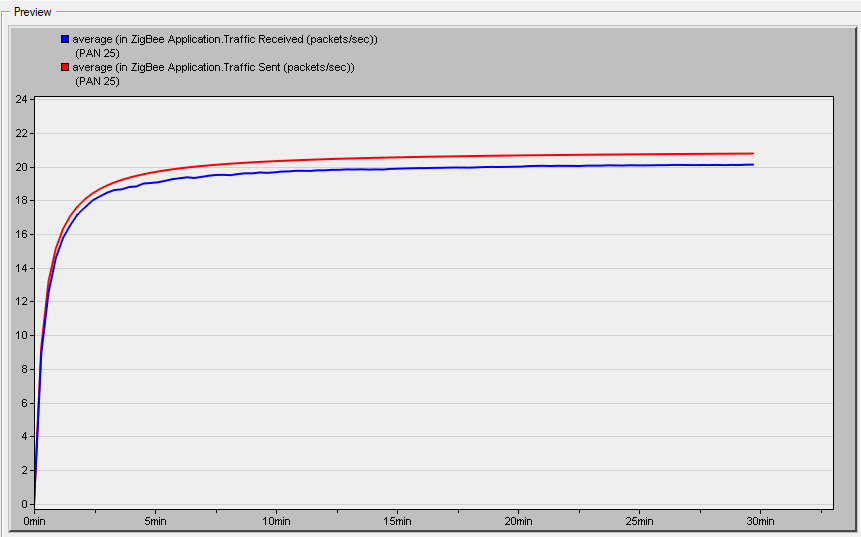 Preview
average (in ZigBee Application.Traffic Received (packets/sec))
(PAN 25)
average (in ZigBee Application.Traffic Sent (packets/sec))
(PAN 25)
24
22
20
18
16
14
12
10
8
6
4
2
0
0min 5min 10min 15min 20min 25min 30min